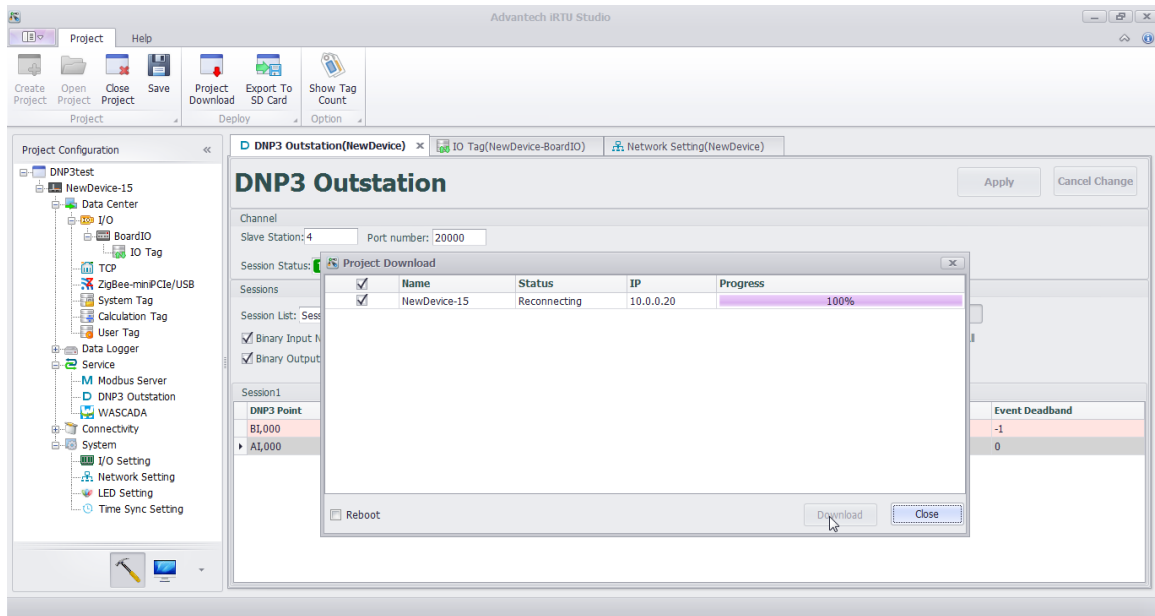 Advantech iRTU Studio
Project Help
Create Project
Open Project
Close Project
Save
Project Download
Export To SD Card
Show Tag Count
Project
Deploy
Option
Project Configuration
DNP3test
NewDevice-15
Data Center
I/O
BoardIO
IO Tag
TCP
ZigBee-miniPCIe/USB
System Tag
Calculation Tag
User Tag
Data Logger
Service
Modbus Server
DNP3 Outstation
WASCADA
Connectivity
System
I/O Setting
Network Setting
LED Setting
Time Sync Setting
DNP3 Outstation(NewDevice)
IO Tag(NewDevice-BoardIO)
Network Setting(NewDevice)
DNP3 Outstation
Apply
Cancel Change
Channel
Slave Station: 4 Port number: 20000
Session Status:
Sessions
Session List:
Binary Input
Binary Output
Session1
DNP3 Point
Event Deadband
BI,000
-1
AI,000
0
Project Download
Name Status IP Progress
NewDevice-15 Reconnecting 10.0.0.20 100%
Reboot
Download
Close